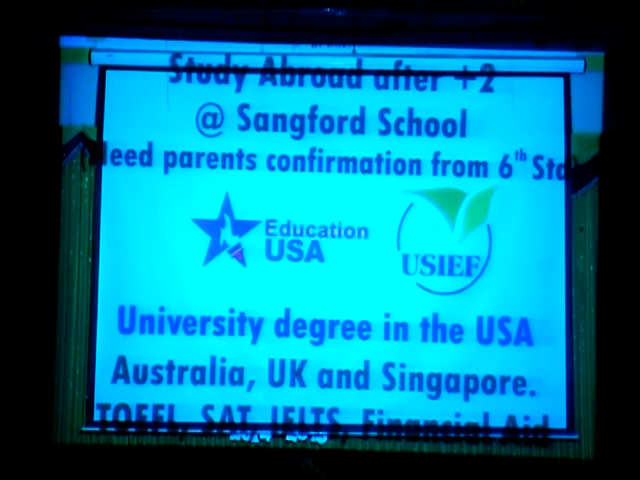 Study Abroad after +2
@ Sangford School
Need parents confirmation from 6th Std
Education
USA
USIEF
University degree in the USA
Australia, UK and Singapore.
TOEFL, SAT, IELTS, Financial Aid